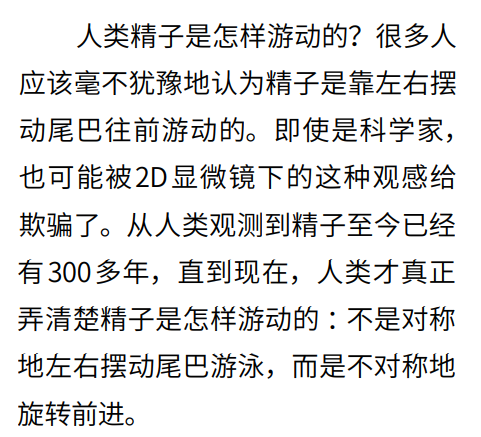 人类精子是怎样游动的？很多人
应该毫不犹豫地认为精子是靠左右摆
动尾巴往前游动的。即使是科学家，
也可能被2D显微镜下的这种观感给
欺骗了。从人类观测到精子至今已经
有300多年，直到现在，人类才真正
弄清楚精子是怎样游动的：不是对称
地左右摆动尾巴游泳，而是不对称地
旋转前进。